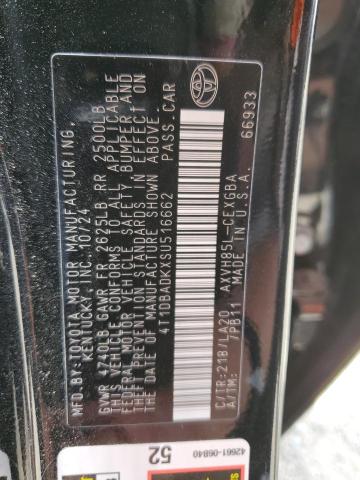 MFD.BY:TOYOTA MOTOR MANUFACTURING,
KENTUCKY,INC.10/24
GVWR 4740LB GAWR FR 2625LB RR 2500LB
THIS VEHICLE CONFORMS TO ALL APPLICABLE
FEDERAL MOTOR VEHICLE SAFETY, BUMPER, AND
THEFT PREVENTION STANDARDS IN EFFECT ON
THE DATE OF MANUFACTURE SHOWN ABOVE.
4T1DBADKXSU516662 PASS.CAR
C/TR:218/LA20 AXVH85L-CEXGBA
A/TM: 7PB11 MADE IN U.S.A.
66933
TOYOTA
42661-06B40
52